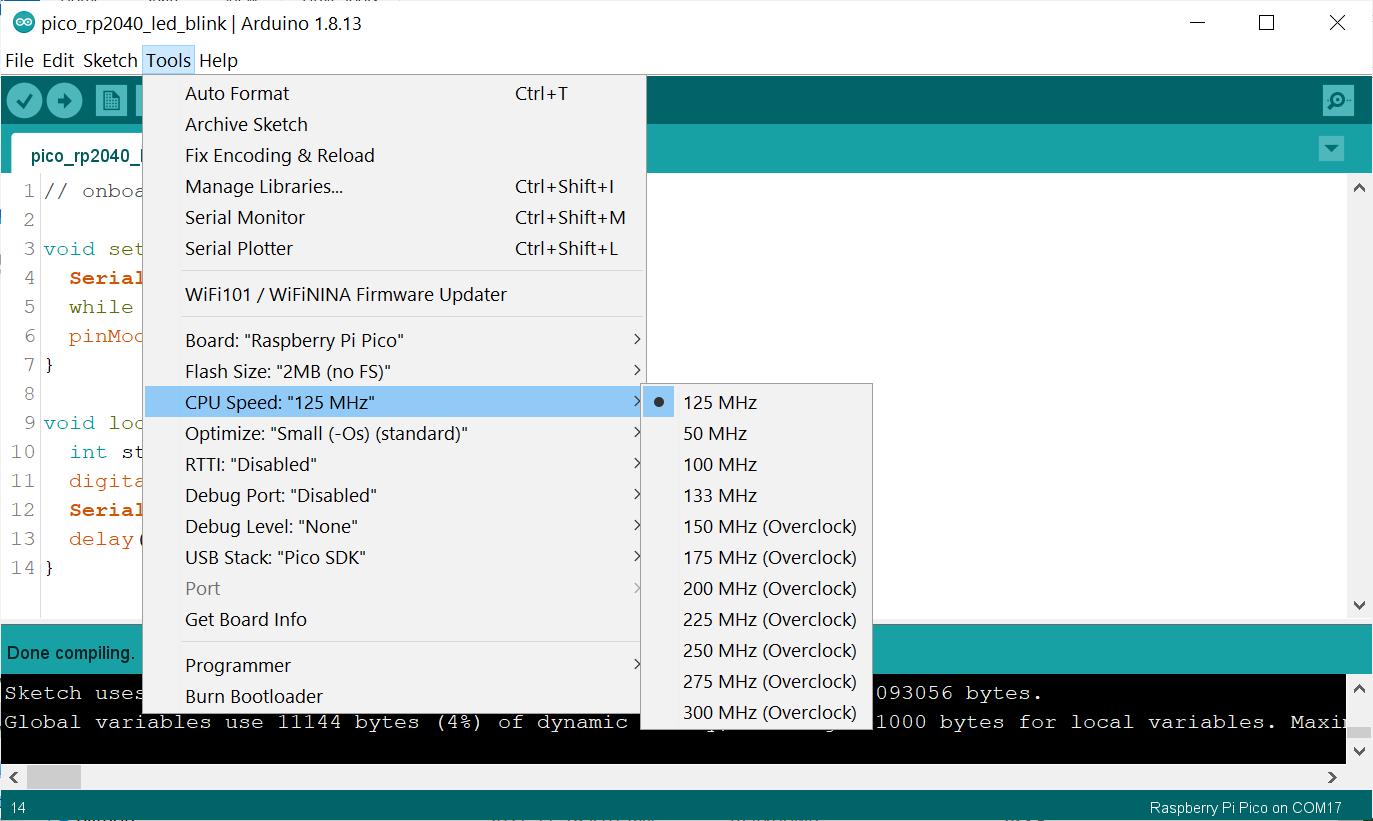 pico_rp2040_led_blink | Arduino 1.8.13
File Edit Sketch Tools Help
Auto Format Ctrl+T
Archive Sketch
Fix Encoding & Reload
Manage Libraries... Ctrl+Shift+I
Serial Monitor Ctrl+Shift+M
Serial Plotter Ctrl+Shift+L
WiFi101 / WiFiNINA Firmware Updater
Board: "Raspberry Pi Pico"
Flash Size: "2MB (no FS)"
CPU Speed: "125 MHz"
Optimize: "Small (-Os) (standard)"
RTTI: "Disabled"
Debug Port: "Disabled"
Debug Level: "None"
USB Stack: "Pico SDK"
Port
Get Board Info
Programmer
Burn Bootloader
125 MHz
50 MHz
100 MHz
133 MHz
150 MHz (Overclock)
175 MHz (Overclock)
200 MHz (Overclock)
225 MHz (Overclock)
250 MHz (Overclock)
275 MHz (Overclock)
300 MHz (Overclock)
pico_rp2040_
1 // onboa
2
3 void set
4 Serial
5 while
6 pinMod
7 }
8
9 void loo
10 int st
11 digita
12 Serial
13 delay(
14 }
Done compiling.
Sketch uses 093056 bytes.
Global variables use 11144 bytes (4%) of dynamic 1000 bytes for local variables. Maxim
14 Raspberry Pi Pico on COM17